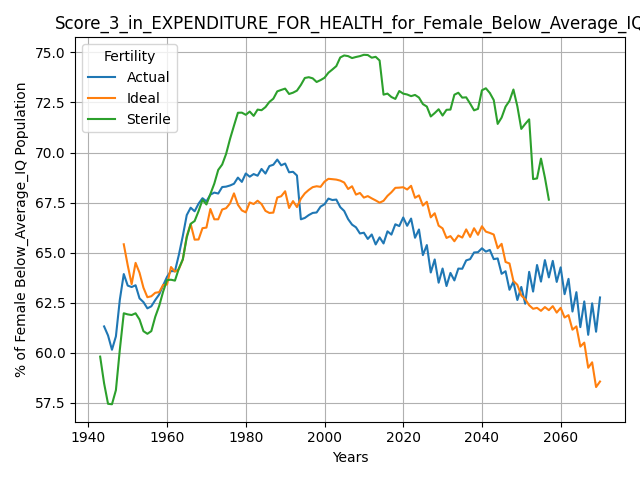 Score_3_in_EXPENDITURE_FOR_HEALTH_for_Female_Below_Average_IQ
Fertility
Actual
Ideal
Sterile
% of Female Below_Average_IQ Population
75.0
72.5
70.0
67.5
65.0
62.5
60.0
57.5
1940 1960 1980 2000 2020 2040 2060
Years